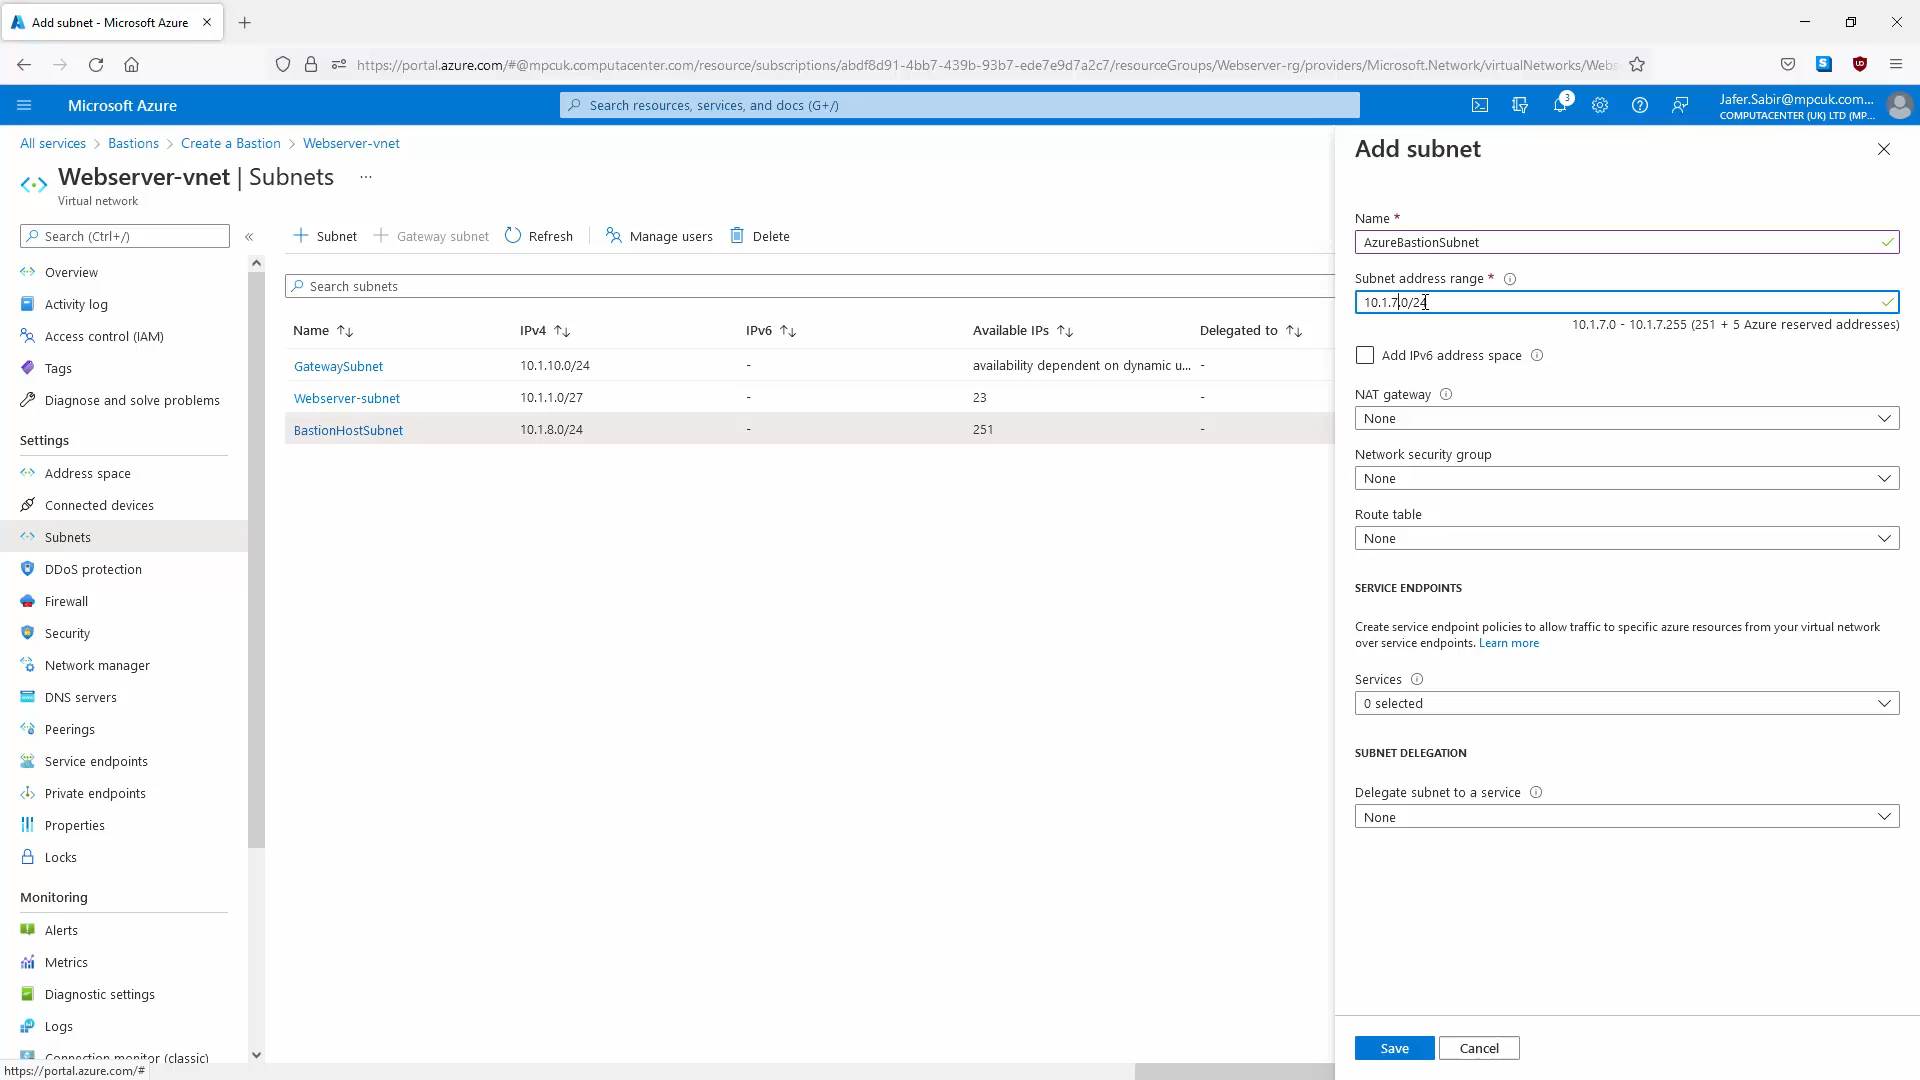 Add subnet - Microsoft Azure
https://portal.azure.com/#@mpcuk.computacenter.com/resource/subscriptions/abdf8d91-4bb7-439b-93b7-ede7e9d7a2c7/resourceGroups/Webserver-rg/providers/Microsoft.Network/virtualNetworks/Webs
Microsoft Azure
Search resources, services, and docs (G+/)
3
Jafer.Sabir@mpcuk.com...
COMPUTACENTER (UK) LTD (MP...
All services > Bastions > Create a Bastion > Webserver-vnet
Webserver-vnet | Subnets ...
Virtual network
Search (Ctrl+/)
«
Overview
Activity log
Access control (IAM)
Tags
Diagnose and solve problems
Settings
Address space
Connected devices
Subnets
DDoS protection
Firewall
Security
Network manager
DNS servers
Peerings
Service endpoints
Private endpoints
Properties
Locks
Monitoring
Alerts
Metrics
Diagnostic settings
Logs
Connection monitor (classic)
https://portal.azure.com/#
+ Subnet + Gateway subnet Refresh Manage users Delete
Search subnets
Name IPv4 IPv6 Available IPs Delegated to
GatewaySubnet 10.1.10.0/24 - availability dependent on dynamic u... -
Webserver-subnet 10.1.1.0/27 - 23 -
BastionHostSubnet 10.1.8.0/24 - 251 -
Add subnet
Name *
AzureBastionSubnet
Subnet address range *
10.1.7.0/24
10.1.7.0 - 10.1.7.255 (251 + 5 Azure reserved addresses)
Add IPv6 address space
NAT gateway
None
Network security group
None
Route table
None
SERVICE ENDPOINTS
Create service endpoint policies to allow traffic to specific azure resources from your virtual network
over service endpoints. Learn more
Services
0 selected
SUBNET DELEGATION
Delegate subnet to a service
None
Save Cancel